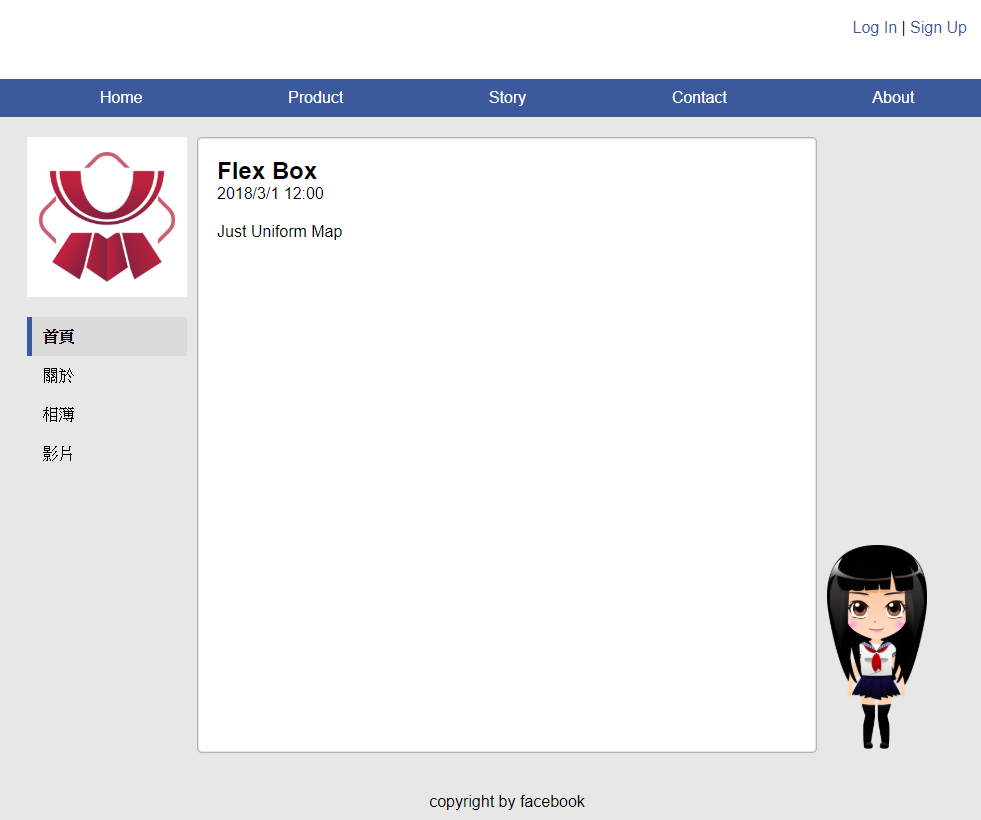 Log In | Sign Up
Home Product Story Contact About
Flex Box
2018/3/1 12:00
Just Uniform Map
首頁
關於
相簿
影片
copyright by facebook